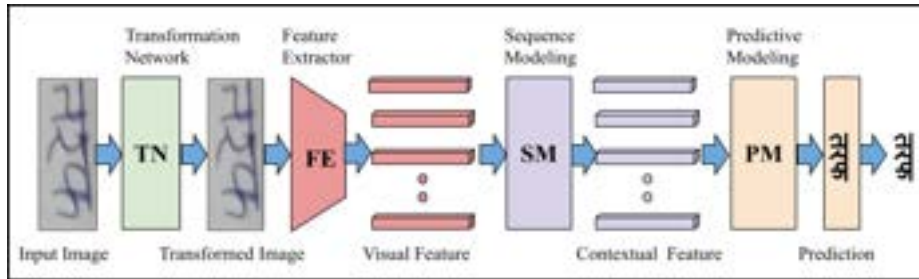 Transformation Network
Feature Extractor
Sequence Modeling
Predictive Modeling
TN
FE
SM
PM
Input Image
Transformed Image
Visual Feature
Contextual Feature
Prediction